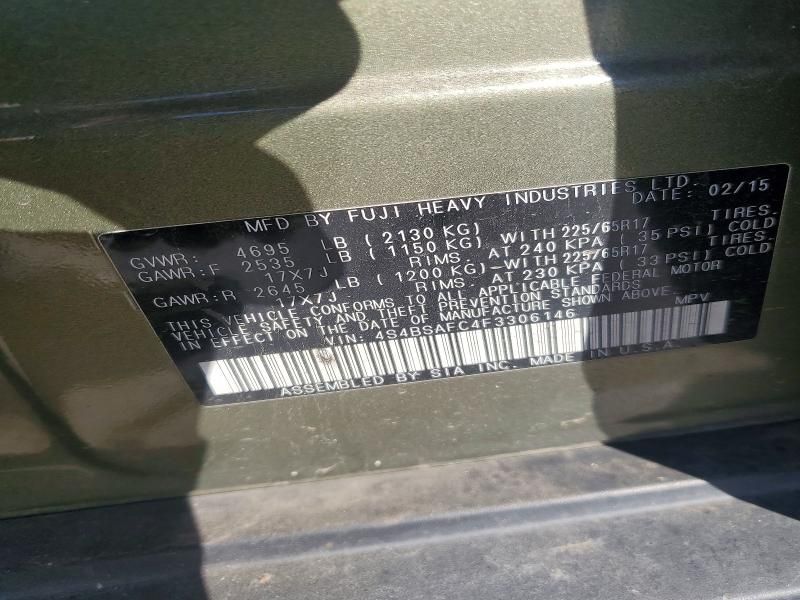 MFD BY FUJI HEAVY INDUSTRIES LTD. DATE: 02/15
GVWR: 4695 LB ( 2130 KG)
GAWR:F 2535 LB ( 1150 KG)-WITH 225/65R17 TIRES,
17X7J RIMS, AT 240 KPA ( 35 PSI) COLD
GAWR:R 2645 LB ( 1200 KG)-WITH 225/65R17 TIRES,
17X7J RIMS, AT 230 KPA ( 33 PSI) COLD
THIS VEHICLE CONFORMS TO ALL APPLICABLE FEDERAL MOTOR
VEHICLE SAFETY AND THEFT PREVENTION STANDARDS
IN EFFECT ON THE DATE OF MANUFACTURE SHOWN ABOVE.
VIN: 4S4BSAFC4F3306146 MPV
ASSEMBLED BY SIA INC. MADE IN U.S.A.